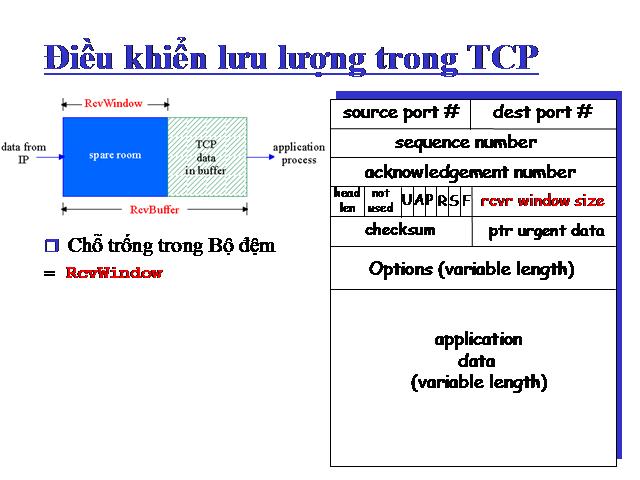 Điều khiển lưu lượng trong TCP
RcvWindow
data from
IP
spare room
TCP
data
in buffer
application
process
RcvBuffer
Chỗ trống trong Bộ đệm
= RcvWindow
source port # dest port #
sequence number
acknowledgement number
head
len
not
used
U A P R S F
rcvr window size
checksum
ptr urgent data
Options (variable length)
application
data
(variable length)